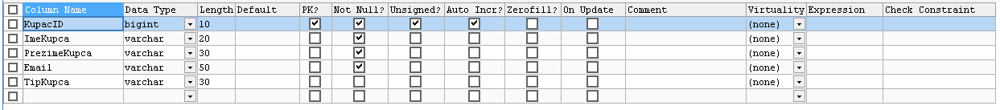 Column Name Data Type Length Default PK? Not Null? Unsigned? Auto Incr? Zerofill? On Update Comment Virtuality Expression Check Constraint
KupacID bigint 10 (none)
ImeKupca varchar 20 (none)
PrezimeKupca varchar 30 (none)
Email varchar 50 (none)
TipKupca varchar 30 (none)